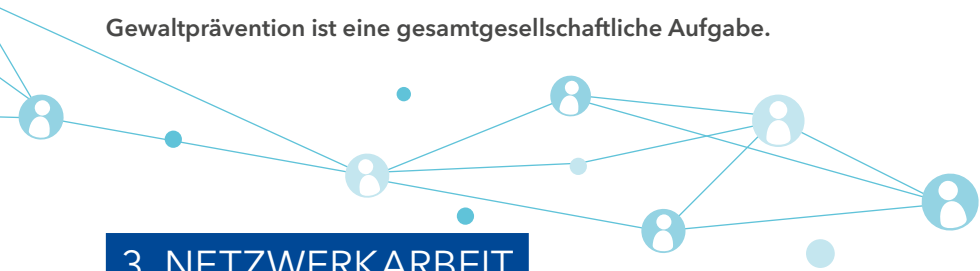 Gewaltprävention ist eine gesamtgesellschaftliche Aufgabe.
3. NETZWERKARBEIT